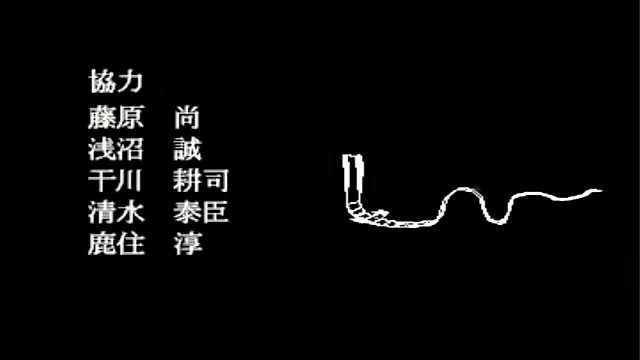 協力
藤原　尚
浅沼　誠
干川　耕司
清水　泰臣
鹿住　淳